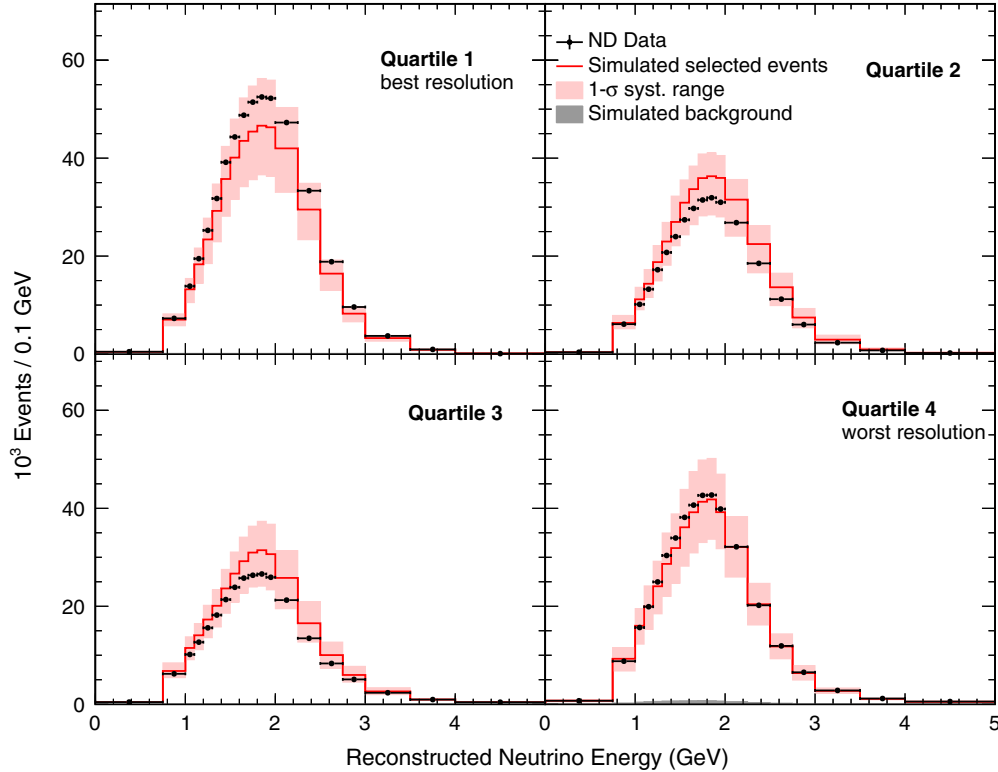 Quartile 1
best resolution
ND Data
Simulated selected events
1-σ syst. range
Simulated background
Quartile 2
Quartile 3
Quartile 4
worst resolution
10³ Events / 0.1 GeV
60
40
20
0
60
40
20
0
0 1 2 3 4 0 1 2 3 4 5
Reconstructed Neutrino Energy (GeV)